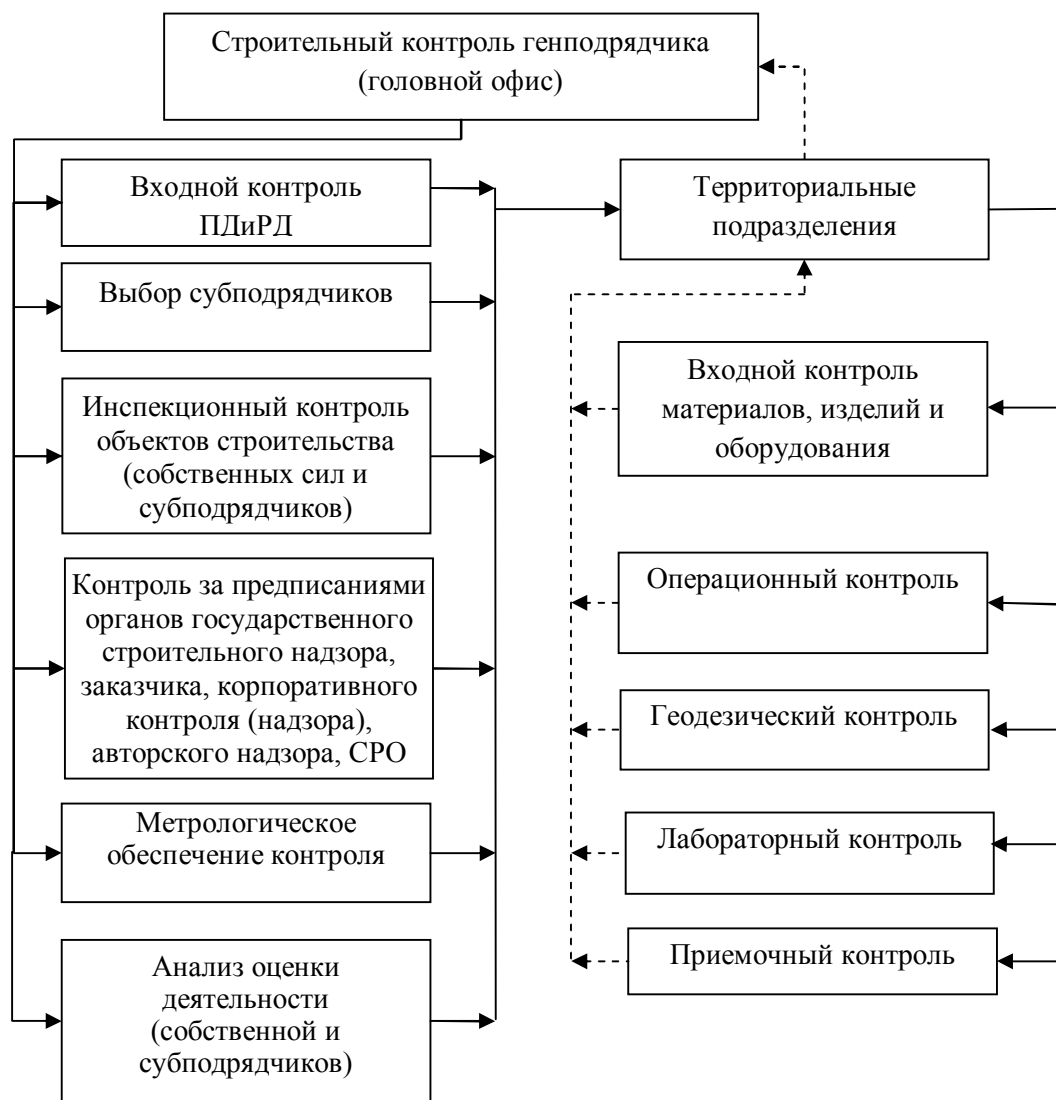 Строительный контроль генподрядчика
(головной офис)
Входной контроль
ПДиРД
Выбор субподрядчиков
Инспекционный контроль
объектов строительства
(собственных сил и
субподрядчиков)
Контроль за предписаниями
органов государственного
строительного надзора,
заказчика, корпоративного
контроля (надзора),
авторского надзора, СРО
Метрологическое
обеспечение контроля
Анализ оценки
деятельности
(собственной и
субподрядчиков)
Территориальные
подразделения
Входной контроль
материалов, изделий и
оборудования
Операционный контроль
Геодезический контроль
Лабораторный контроль
Приемочный контроль